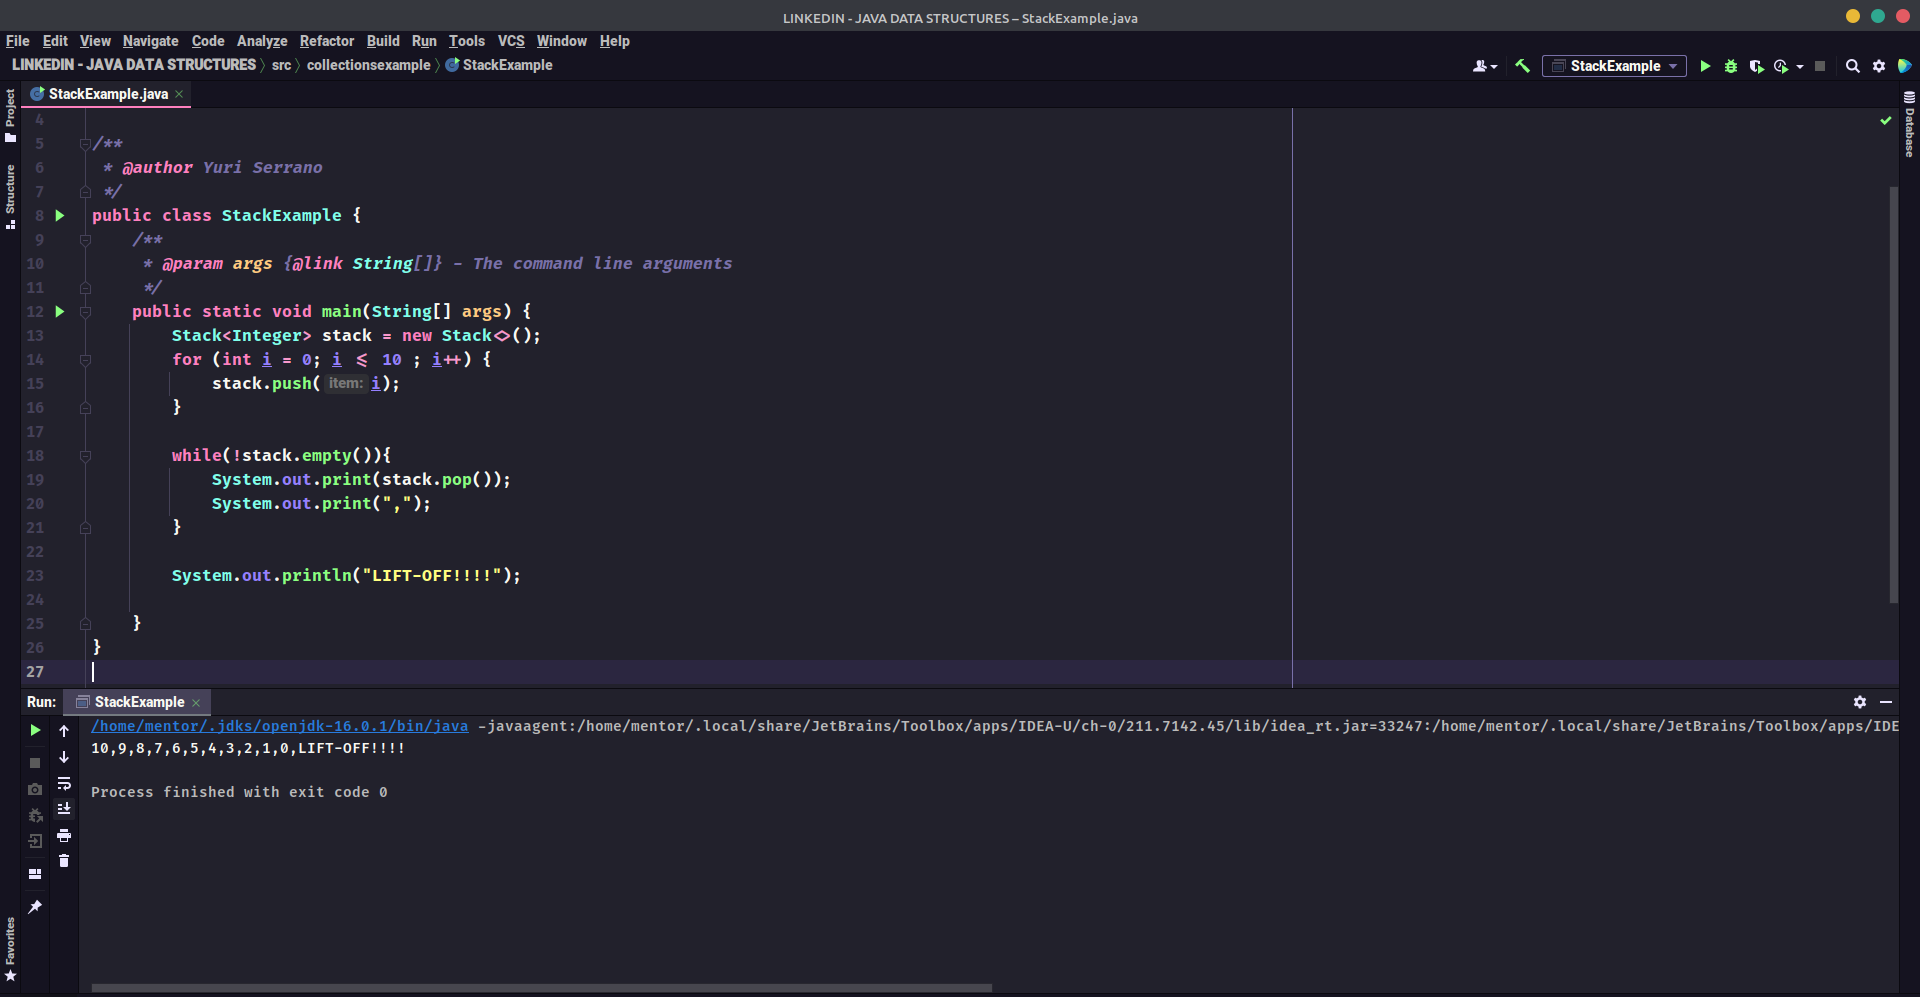 LINKEDIN - JAVA DATA STRUCTURES – StackExample.java
File Edit View Navigate Code Analyze Refactor Build Run Tools VCS Window Help
LINKEDIN - JAVA DATA STRUCTURES src collectionsexample StackExample
StackExample
StackExample.java
Project
Structure
Favorites
Database
4
5 /**
6 * @author Yuri Serrano
7 */
8 public class StackExample {
9 /**
10 * @param args {@link String[]} - The command line arguments
11 */
12 public static void main(String[] args) {
13 Stack<Integer> stack = new Stack<>();
14 for (int i = 0; i <= 10 ; i++) {
15 stack.push( item: i);
16 }
17
18 while(!stack.empty()){
19 System.out.print(stack.pop());
20 System.out.print(",");
21 }
22
23 System.out.println("LIFT-OFF!!!!");
24
25 }
26 }
27
Run: StackExample
/home/mentor/.jdks/openjdk-16.0.1/bin/java -javaagent:/home/mentor/.local/share/JetBrains/Toolbox/apps/IDEA-U/ch-0/211.7142.45/lib/idea_rt.jar=33247:/home/mentor/.local/share/JetBrains/Toolbox/apps/IDE
10,9,8,7,6,5,4,3,2,1,0,LIFT-OFF!!!!
Process finished with exit code 0